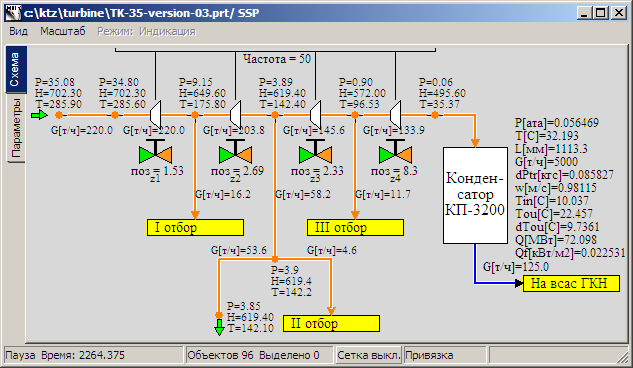 c:\ktz\turbine\TK-35-version-03.prt/ SSP
Вид Масштаб Режим: Индикация
Схема
Параметры
Частота = 50
P=35.08 P=34.80 P=9.15 P=3.89 P=0.90 P=0.06
H=702.30 H=702.30 H=649.60 H=619.40 H=572.00 H=495.60
T=285.90 T=285.60 T=175.80 T=142.40 T=96.53 T=35.37
G[т/ч]=220.0 G[т/ч]=220.0 G[т/ч]=203.8 G[т/ч]=145.6 G[т/ч]=133.9
поз = 1.53 поз = 2.69 поз = 2.33 поз = 8.3
z1 z2 z3 z4
G[т/ч]=16.2 G[т/ч]=58.2 G[т/ч]=11.7
I отбор III отбор
G[т/ч]=53.6 G[т/ч]=4.6
P=3.9
H=619.4
T=142.2
P=3.85
H=619.40
T=142.10
II отбор
Конден-
сатор
КП-3200
P[ата]=0.056469
T[C]=32.193
L[мм]=1113.3
G[т/ч]=5000
dPtr[кгс]=0.085827
w[м/с]=0.98115
Tin[C]=10.037
Tou[C]=22.457
dTou[C]=9.7361
Q[МВт]=72.098
Qf[кВт/м2]=0.022531
G[т/ч]=125.0
На всас ГКН
Пауза Время: 2264.375 Объектов 96 Выделено 0 Сетка выкл. Привязка